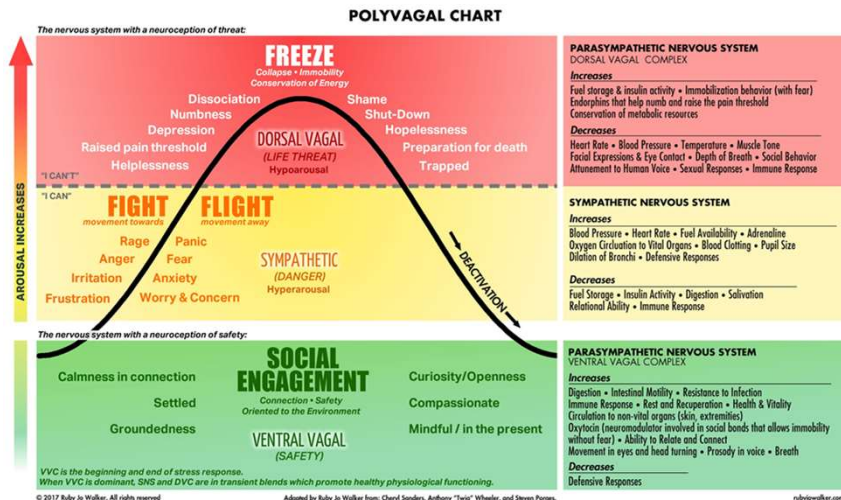 POLYVAGAL CHART
The nervous system with a neuroception of threat:
AROUSAL INCREASES
FREEZE
Collapse • Immobility
Conservation of Energy
Dissociation
Numbness
Depression
Raised pain threshold
Helplessness
Shame
Shut-Down
Hopelessness
Preparation for death
Trapped
DORSAL VAGAL
(LIFE THREAT)
Hypoarousal
"I CAN'T"
"I CAN"
FIGHT
movement towards
FLIGHT
movement away
Rage
Anger
Irritation
Frustration
Panic
Fear
Anxiety
Worry & Concern
SYMPATHETIC
(DANGER)
Hyperarousal
DEACTIVATION
The nervous system with a neuroception of safety:
SOCIAL
ENGAGEMENT
Connection • Safety
Oriented to the Environment
Calmness in connection
Settled
Groundedness
Curiosity/Openness
Compassionate
Mindful / in the present
VENTRAL VAGAL
(SAFETY)
VVC is the beginning and end of stress response.
When VVC is dominant, SNS and DVC are in transient blends which promote healthy physiological functioning.
PARASYMPATHETIC NERVOUS SYSTEM
DORSAL VAGAL COMPLEX
Increases
Fuel storage & insulin activity • Immobilization behavior (with fear)
Endorphins that help numb and raise the pain threshold
Conservation of metabolic resources
Decreases
Heart Rate • Blood Pressure • Temperature • Muscle Tone
Facial Expressions & Eye Contact • Depth of Breath • Social Behavior
Attunement to Human Voice • Sexual Responses • Immune Response
SYMPATHETIC NERVOUS SYSTEM
Increases
Blood Pressure • Heart Rate • Fuel Availability • Adrenaline
Oxygen Circluation to Vital Organs • Blood Clotting • Pupil Size
Dilation of Bronchi • Defensive Responses
Decreases
Fuel Storage • Insulin Activity • Digestion • Salivation
Relational Ability • Immune Response
PARASYMPATHETIC NERVOUS SYSTEM
VENTRAL VAGAL COMPLEX
Increases
Digestion • Intestinal Motility • Resistance to Infection
Immune Response • Rest and Recuperation • Health & Vitality
Circulation to non-vital organs (skin, extremities)
Oxytocin (neuromodulator involved in social bonds that allows immobility
without fear) • Ability to Relate and Connect
Movement in eyes and head turning • Prosody in voice • Breath
Decreases
Defensive Responses
© 2017 Ruby Jo Walker. All rights reserved
Adapted by Ruby Jo Walker from: Cheryl Sanders, Anthony "Twig" Wheeler, and Steven Porges.
rubyjowalker.com